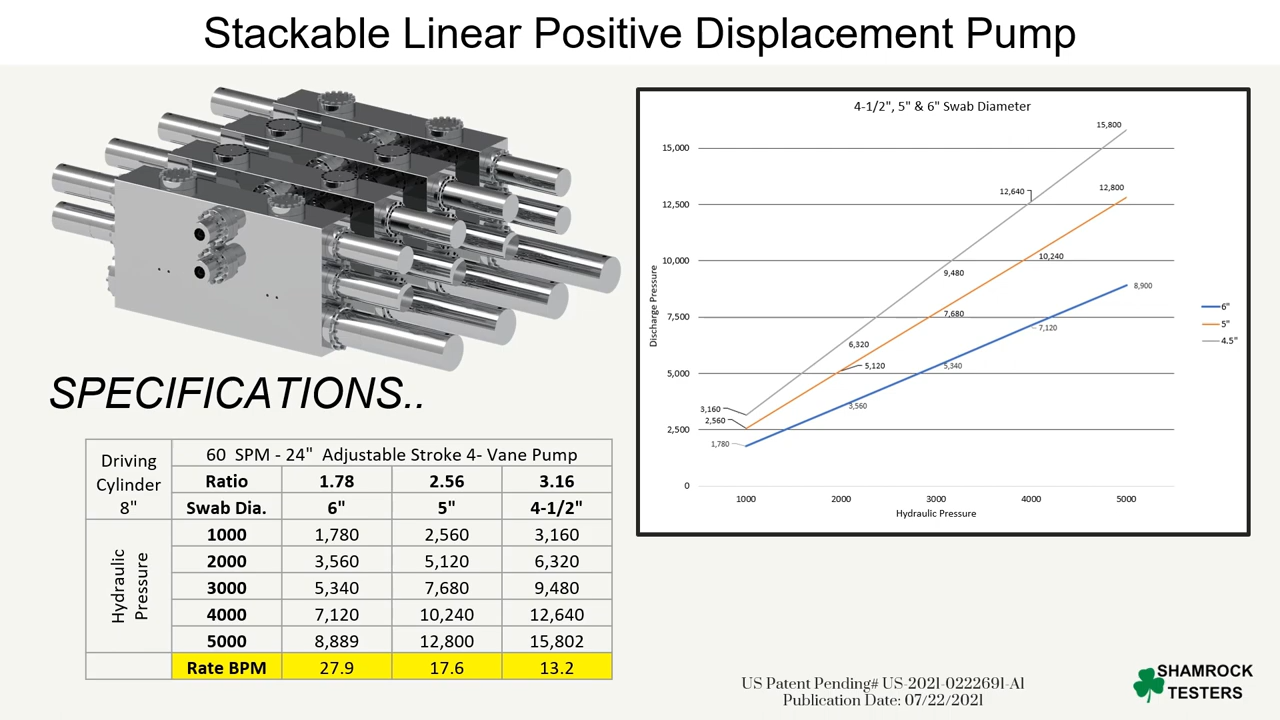 Stackable Linear Positive Displacement Pump
SPECIFICATIONS..
Driving Cylinder 8"
60 SPM - 24" Adjustable Stroke 4- Vane Pump
Ratio 1.78 2.56 3.16
Swab Dia. 6" 5" 4-1/2"
Hydraulic Pressure
1000 1,780 2,560 3,160
2000 3,560 5,120 6,320
3000 5,340 7,680 9,480
4000 7,120 10,240 12,640
5000 8,889 12,800 15,802
Rate BPM 27.9 17.6 13.2
4-1/2", 5" & 6" Swab Diameter
15,800
15,000
12,800
12,640
12,500
10,240
10,000
9,480
8,900
7,680
7,500
7,120
6,320
5,340
5,120
5,000
3,560
3,160
2,560
2,500
1,780
0
1000 2000 3000 4000 5000
Hydraulic Pressure
Discharge Pressure
6"
5"
4.5"
US Patent Pending# US-2021-0222691-A1
Publication Date: 07/22/2021
SHAMROCK
TESTERS